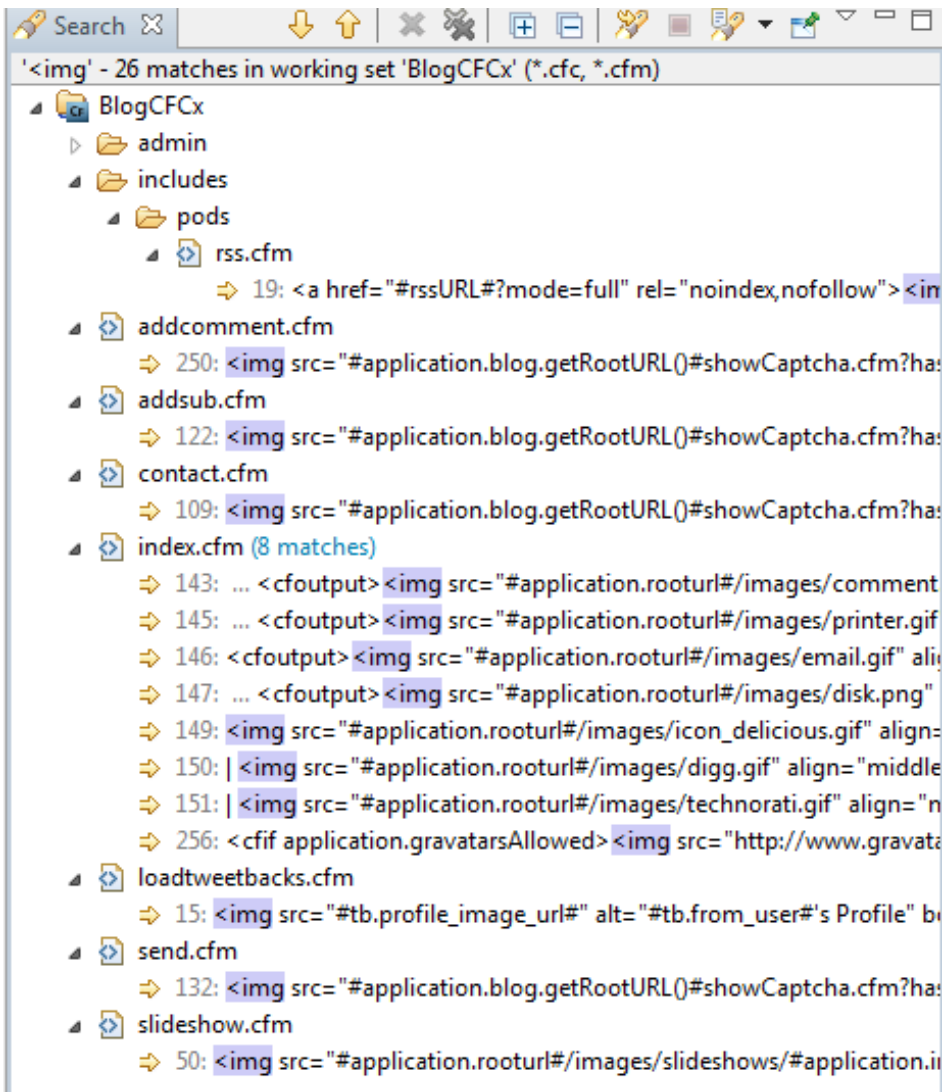 Search
'<img' - 26 matches in working set 'BlogCFCx' (*.cfc, *.cfm)
BlogCFCx
admin
includes
pods
rss.cfm
19: <a href="#rssURL#?mode=full" rel="noindex,nofollow"><im
addcomment.cfm
250: <img src="#application.blog.getRootURL()#showCaptcha.cfm?has
addsub.cfm
122: <img src="#application.blog.getRootURL()#showCaptcha.cfm?has
contact.cfm
109: <img src="#application.blog.getRootURL()#showCaptcha.cfm?has
index.cfm (8 matches)
143: ... <cfoutput><img src="#application.rooturl#/images/comment
145: ... <cfoutput><img src="#application.rooturl#/images/printer.gif
146: <cfoutput><img src="#application.rooturl#/images/email.gif" alig
147: ... <cfoutput><img src="#application.rooturl#/images/disk.png"
149: <img src="#application.rooturl#/images/icon_delicious.gif" align=
150: | <img src="#application.rooturl#/images/digg.gif" align="middle
151: | <img src="#application.rooturl#/images/technorati.gif" align="m
256: <cfif application.gravatarsAllowed><img src="http://www.gravata
loadtweetbacks.cfm
15: <img src="#tb.profile_image_url#" alt="#tb.from_user#'s Profile" bo
send.cfm
132: <img src="#application.blog.getRootURL()#showCaptcha.cfm?has
slideshow.cfm
50: <img src="#application.rooturl#/images/slideshows/#application.i